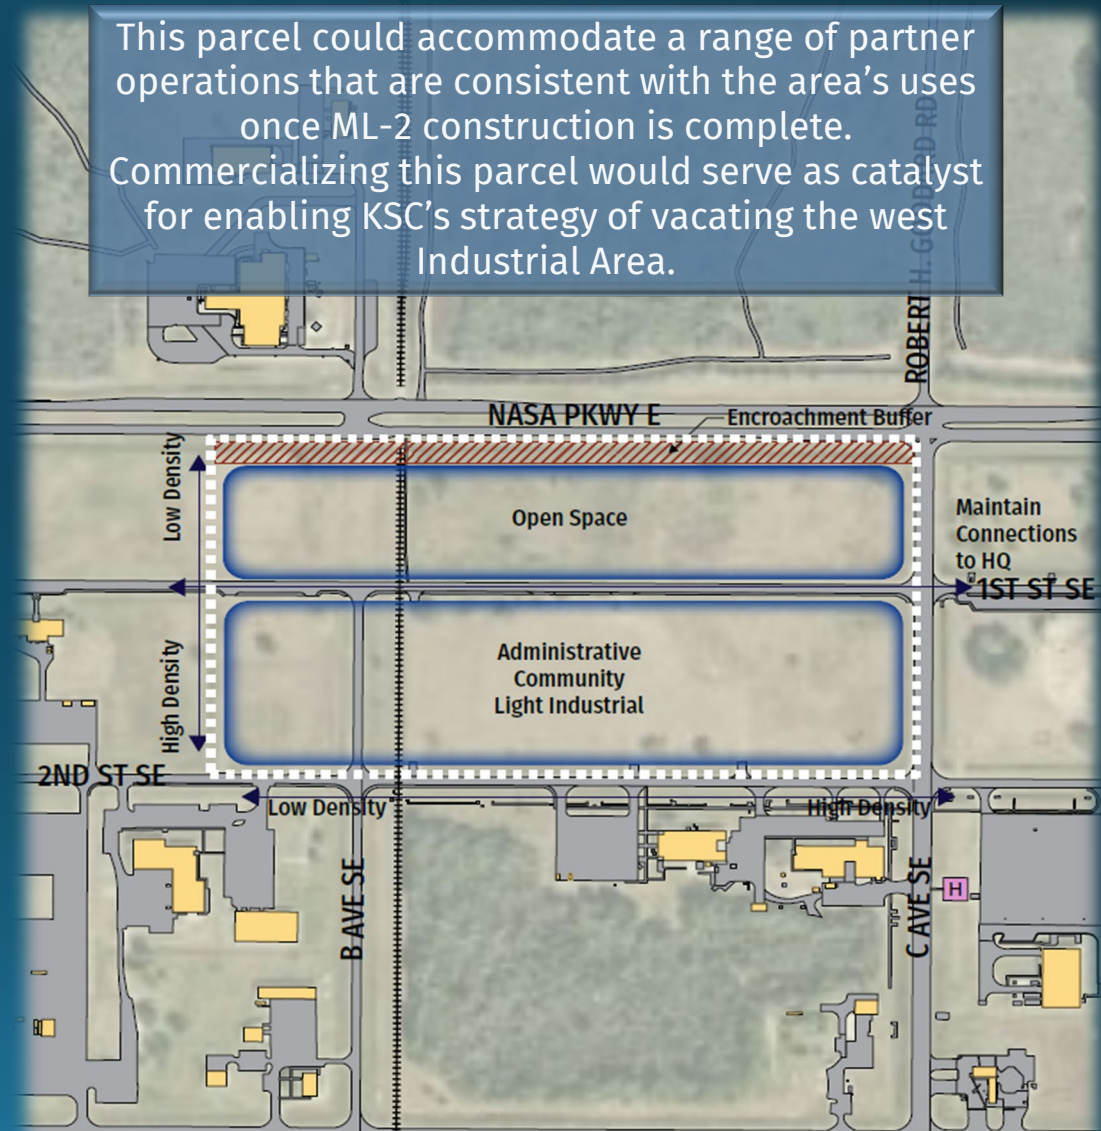 This parcel could accommodate a range of partner
operations that are consistent with the area’s uses
once ML-2 construction is complete.
Commercializing this parcel would serve as catalyst
for enabling KSC’s strategy of vacating the west
Industrial Area.
ROBERT H. GODDARD RD
NASA PKWY E
Encroachment Buffer
Low Density
Open Space
Maintain
Connections
to HQ
1ST ST SE
High Density
Administrative
Community
Light Industrial
2ND ST SE
Low Density
High Density
B AVE SE
C AVE SE
H